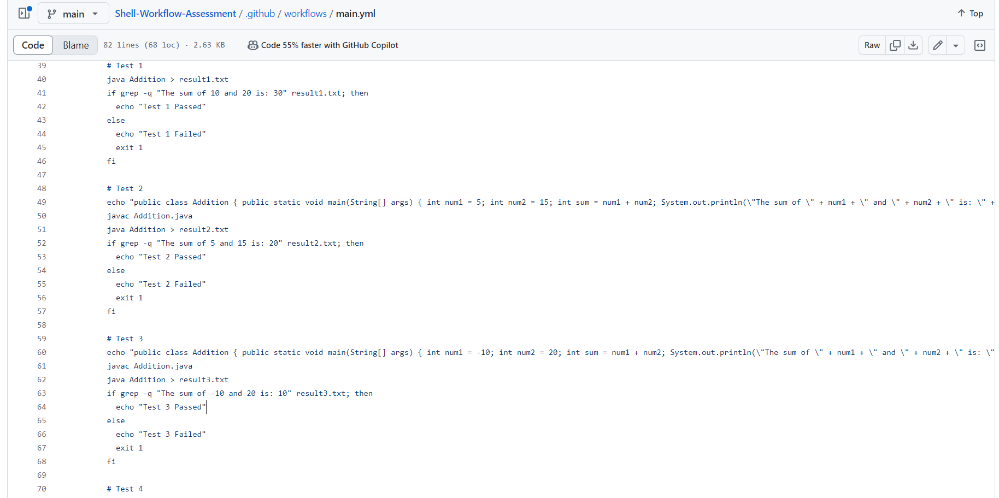 main
Shell-Workflow-Assessment / .github / workflows / main.yml
Top
Code Blame 82 lines (68 loc) · 2.63 KB Code 55% faster with GitHub Copilot Raw
39 # Test 1
40 java Addition > result1.txt
41 if grep -q "The sum of 10 and 20 is: 30" result1.txt; then
42 echo "Test 1 Passed"
43 else
44 echo "Test 1 Failed"
45 exit 1
46 fi
47
48 # Test 2
49 echo "public class Addition { public static void main(String[] args) { int num1 = 5; int num2 = 15; int sum = num1 + num2; System.out.println(\"The sum of \" + num1 + \" and \" + num2 + \" is: \" +
50 javac Addition.java
51 java Addition > result2.txt
52 if grep -q "The sum of 5 and 15 is: 20" result2.txt; then
53 echo "Test 2 Passed"
54 else
55 echo "Test 2 Failed"
56 exit 1
57 fi
58
59 # Test 3
60 echo "public class Addition { public static void main(String[] args) { int num1 = -10; int num2 = 20; int sum = num1 + num2; System.out.println(\"The sum of \" + num1 + \" and \" + num2 + \" is: \"
61 javac Addition.java
62 java Addition > result3.txt
63 if grep -q "The sum of -10 and 20 is: 10" result3.txt; then
64 echo "Test 3 Passed"
65 else
66 echo "Test 3 Failed"
67 exit 1
68 fi
69
70 # Test 4